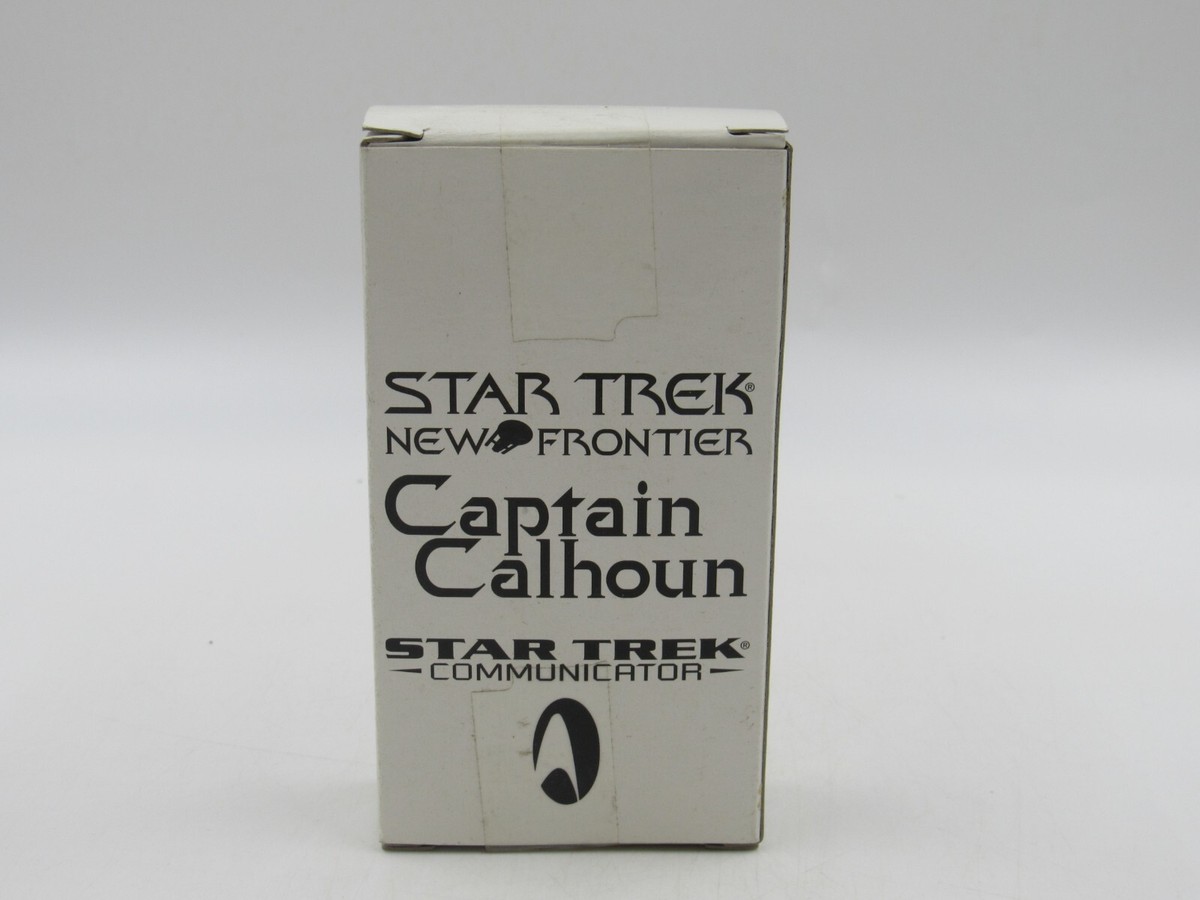 STAR TREK®
NEW FRONTIER
Captain
Calhoun
STAR TREK®
COMMUNICATOR